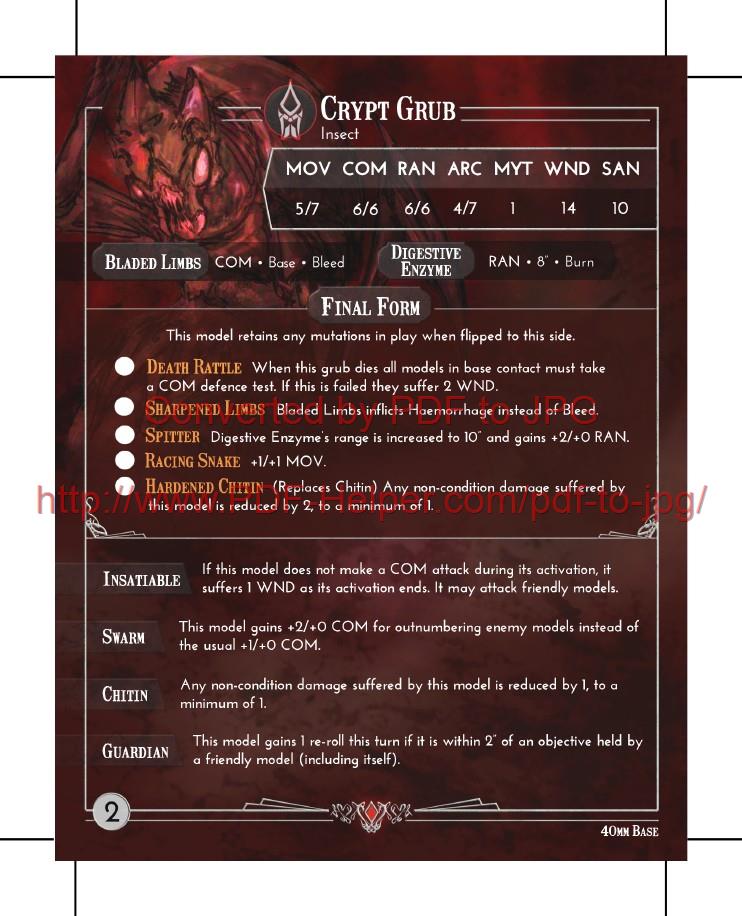 Crypt Grub
Insect
MOV COM RAN ARC MYT WND SAN
5/7 6/6 6/6 4/7 1 14 10
Bladed Limbs COM • Base • Bleed
Digestive
Enzyme RAN • 8" • Burn
Final Form
This model retains any mutations in play when flipped to this side.
Death Rattle When this grub dies all models in base contact must take
a COM defence test. If this is failed they suffer 2 WND.
Sharpened Limbs Bladed Limbs inflicts Haemorrhage instead of Bleed.
Converted by PDF to JPG
Spitter Digestive Enzyme's range is increased to 10" and gains +2/+0 RAN.
Racing Snake +1/+1 MOV.
Hardened Chitin (Replaces Chitin) Any non-condition damage suffered by
this model is reduced by 2, to a minimum of 1.
http://www.PDF-Helper.com/pdf-to-jpg/
Insatiable If this model does not make a COM attack during its activation, it
suffers 1 WND as its activation ends. It may attack friendly models.
Swarm This model gains +2/+0 COM for outnumbering enemy models instead of
the usual +1/+0 COM.
Chitin Any non-condition damage suffered by this model is reduced by 1, to a
minimum of 1.
Guardian This model gains 1 re-roll this turn if it is within 2" of an objective held by
a friendly model (including itself).
2
40mm Base